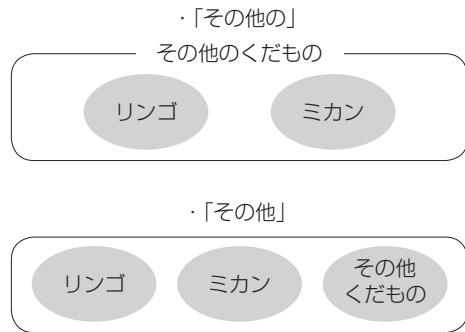 ・「その他の」
その他のくだもの
リンゴ ミカン
・「その他」
リンゴ ミカン その他
くだもの